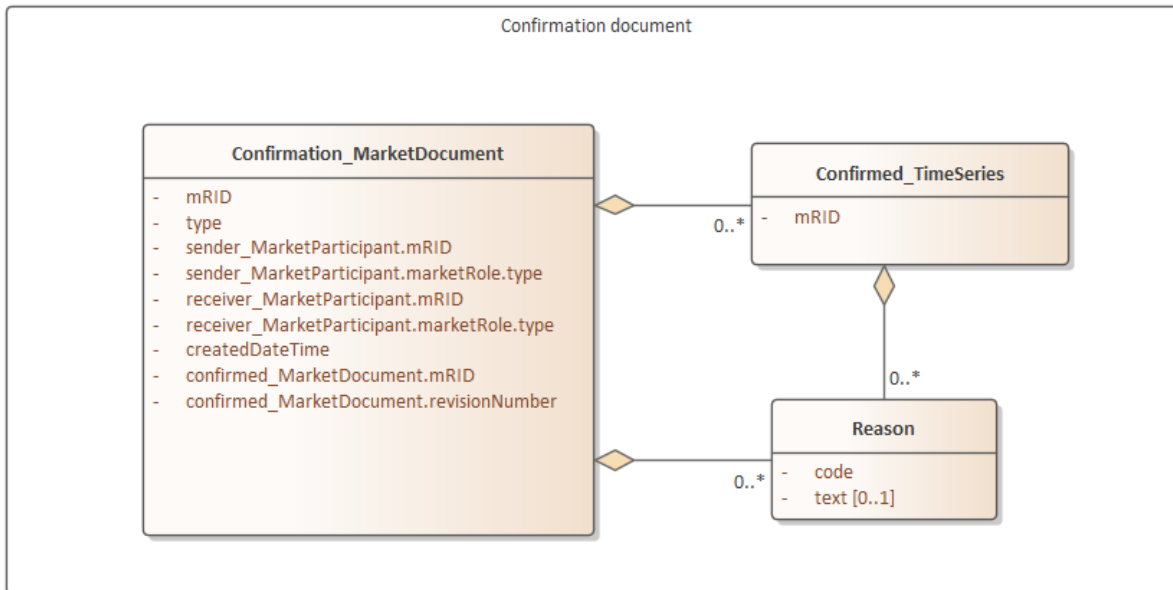 Confirmation document
Confirmation_MarketDocument
- mRID
- type
- sender_MarketParticipant.mRID
- sender_MarketParticipant.marketRole.type
- receiver_MarketParticipant.mRID
- receiver_MarketParticipant.marketRole.type
- createdDateTime
- confirmed_MarketDocument.mRID
- confirmed_MarketDocument.revisionNumber
0..*
Confirmed_TimeSeries
- mRID
0..*
0..*
Reason
- code
- text [0..1]